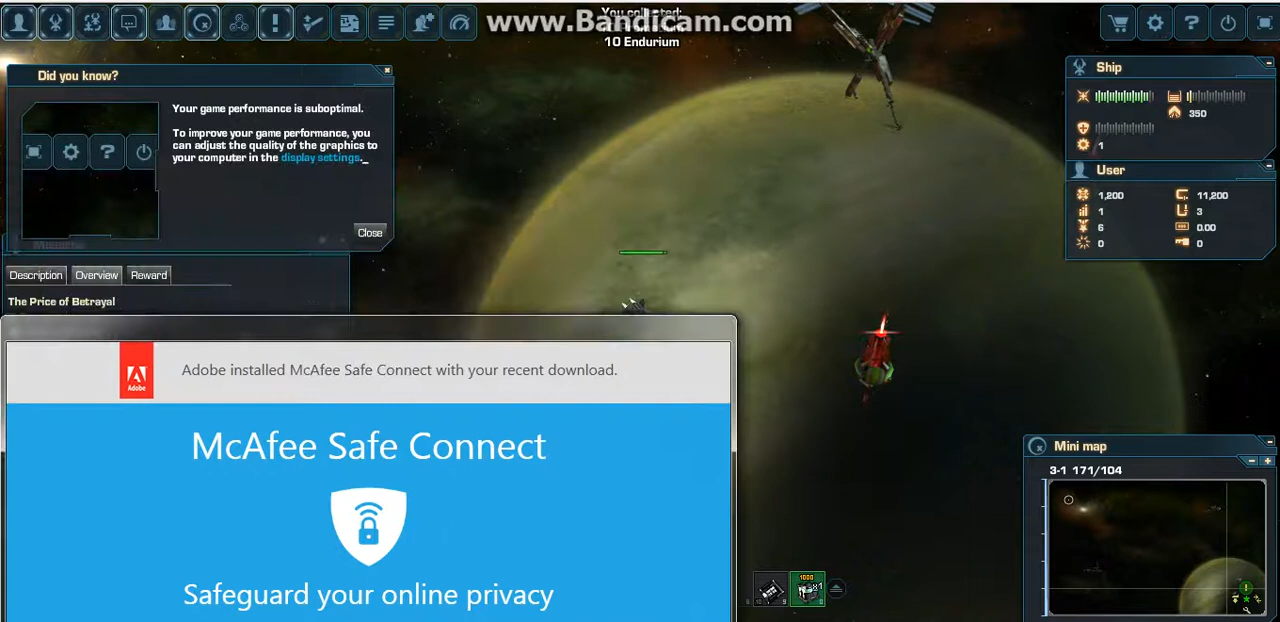 www.Bandicam.com
You collected:
10 Endurium
Did you know?
Your game performance is suboptimal.
To improve your game performance, you
can adjust the quality of the graphics to
your computer in the display settings._
Close
Description Overview Reward
The Price of Betrayal
Adobe
Adobe installed McAfee Safe Connect with your recent download.
McAfee Safe Connect
Safeguard your online privacy
Ship
350
1
User
1,200 11,200
1 3
6 0.00
0 0
Mini map
3-1 171/104
1000